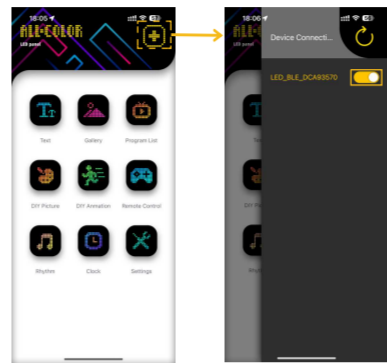 18:05
ALL-COLOR
LED panel
Text
Gallery
Program List
DIY Picture
DIY Animation
Remote Control
Rhythm
Clock
Settings
18:06
Device Connecti...
LED_BLE_DCA93570